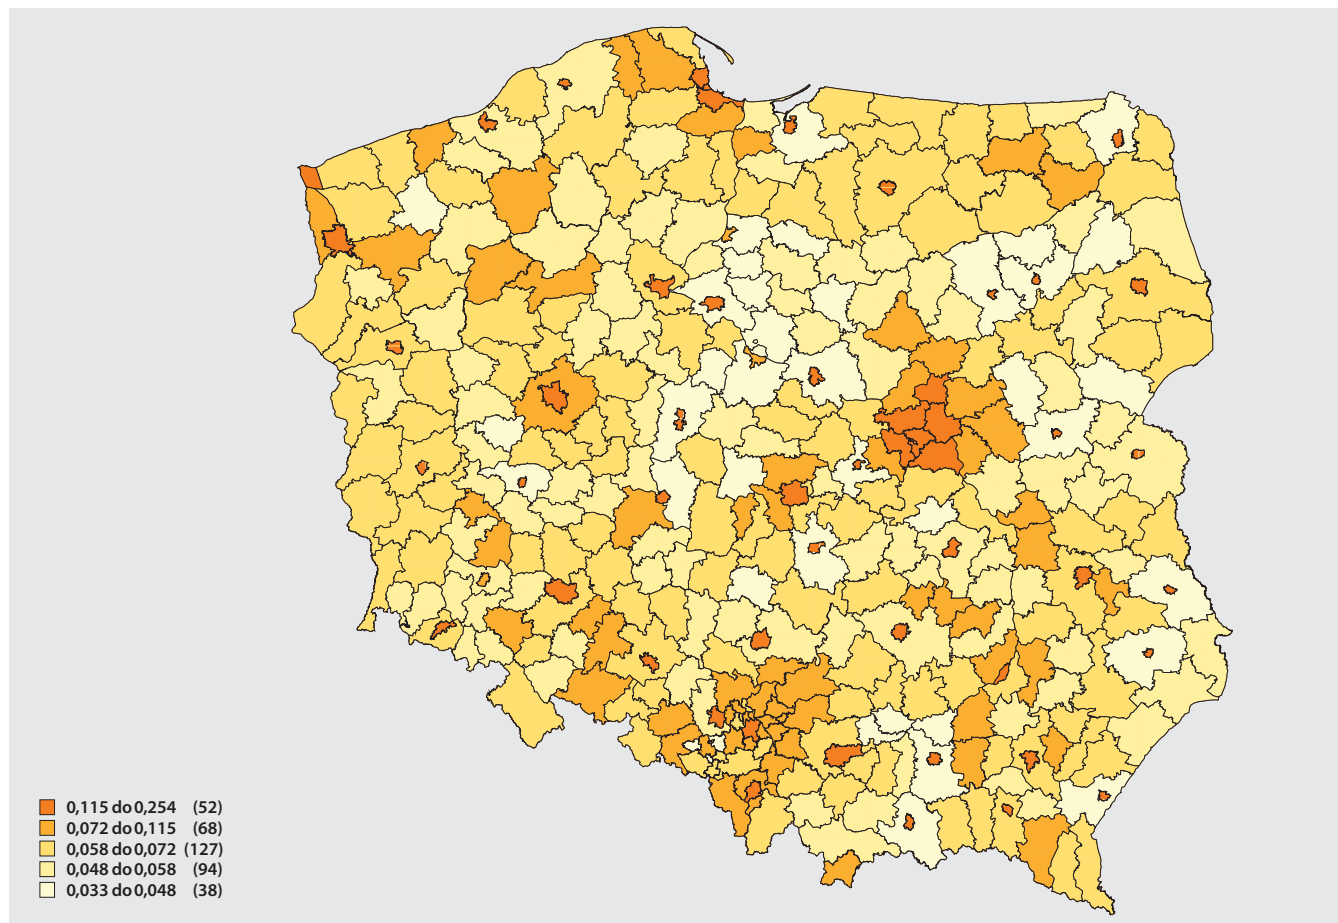 0,115 do 0,254 (52)
0,072 do 0,115 (68)
0,058 do 0,072 (127)
0,048 do 0,058 (94)
0,033 do 0,048 (38)